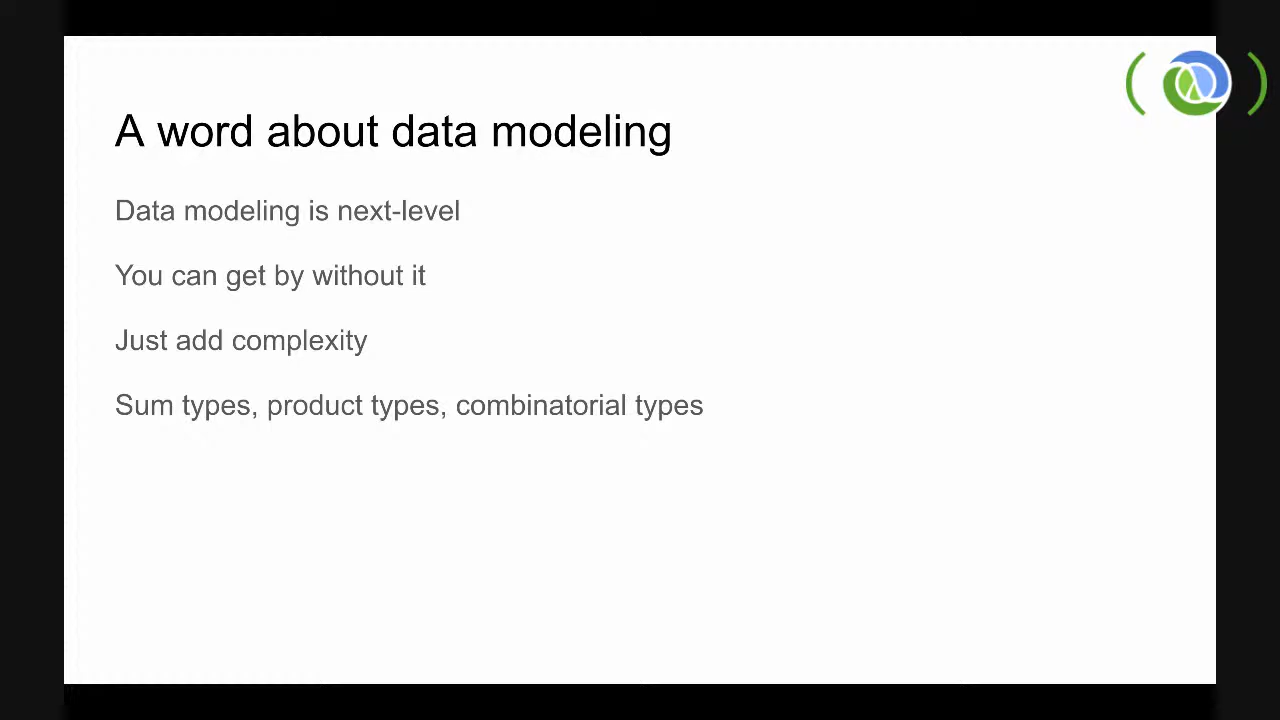 A word about data modeling
Data modeling is next-level
You can get by without it
Just add complexity
Sum types, product types, combinatorial types